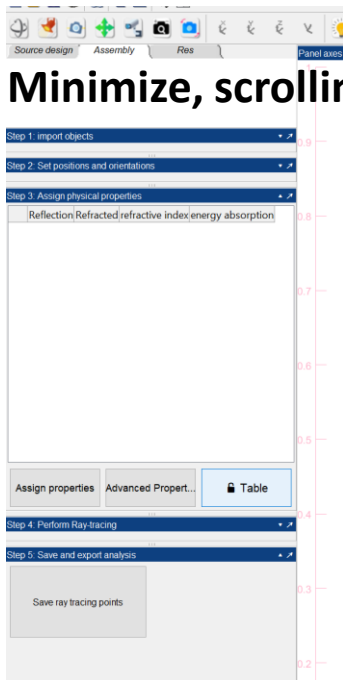 Source design Assembly Res
Panel axes
Minimize, scrollin
Step 1: import objects
0.9
Step 2: Set positions and orientations
Step 3: Assign physical properties
Reflection Refracted refractive index energy absorption
0.8
0.7
0.6
0.5
Assign properties Advanced Propert... Table
0.4
Step 4: Perform Ray-tracing
Step 5: Save and export analysis
0.3
Save ray tracing points
0.2